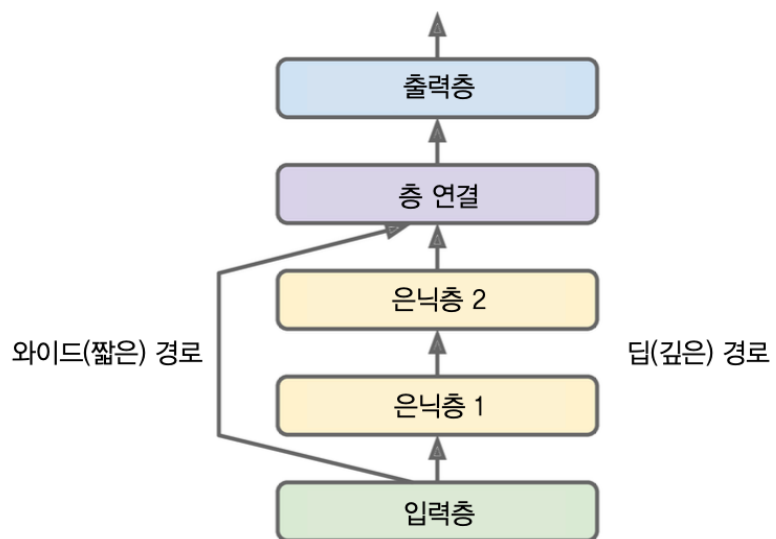 출력층
층 연결
은닉층 2
와이드(짧은) 경로
딥(깊은) 경로
은닉층 1
입력층